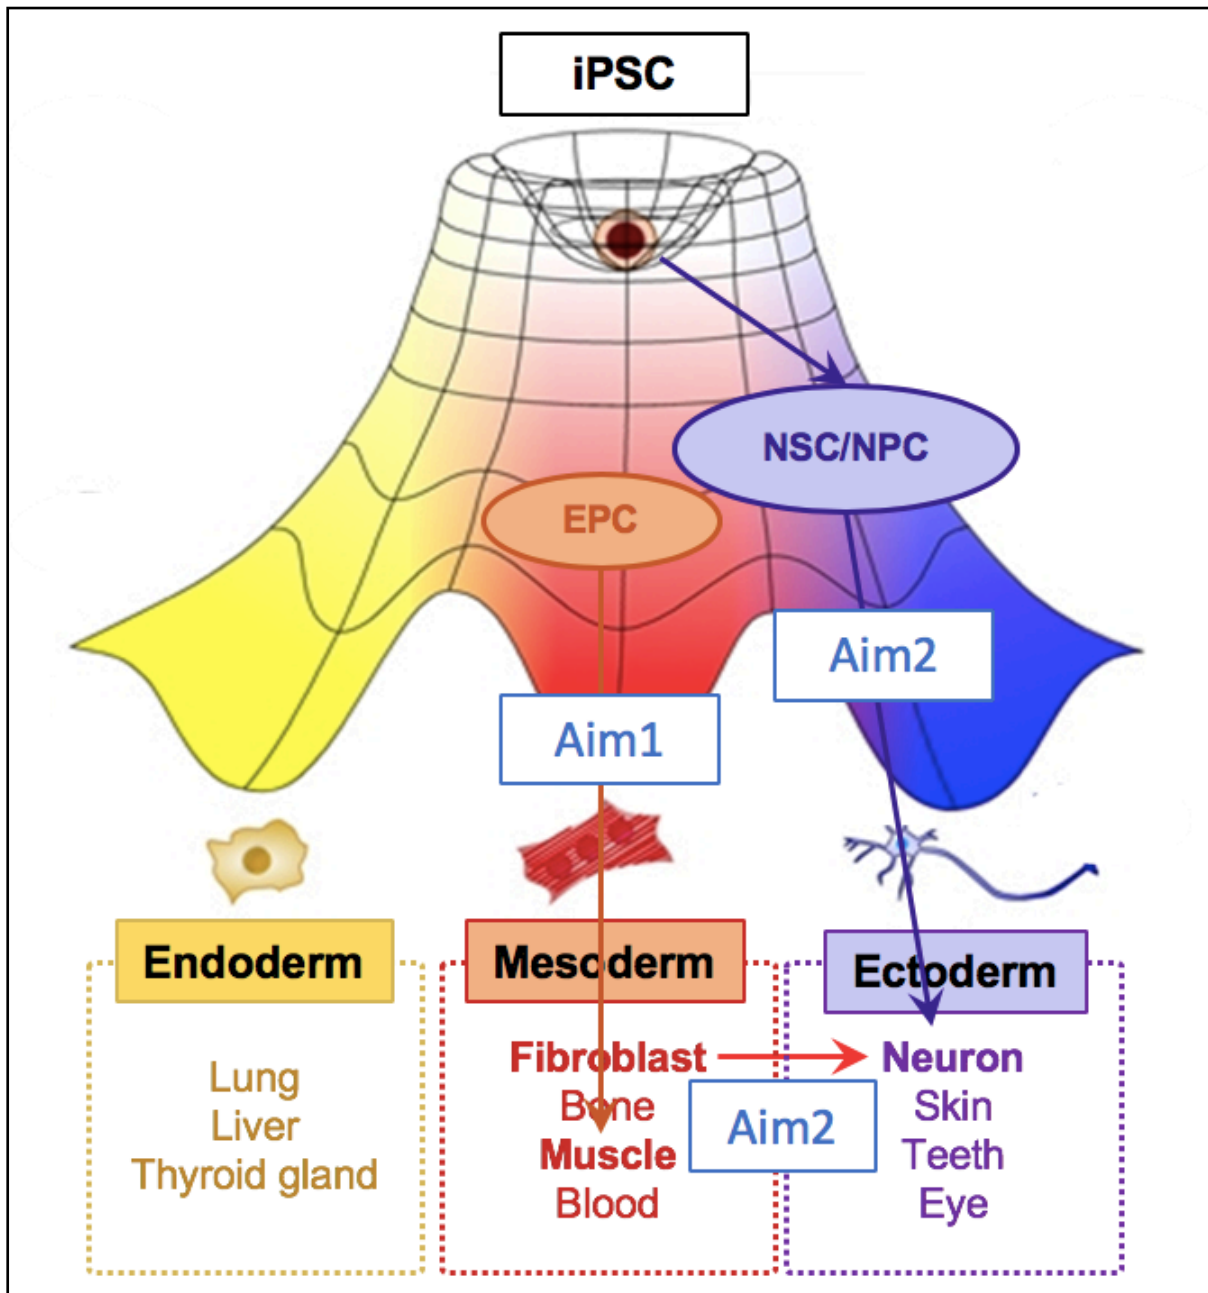 iPSC
NSC/NPC
EPC
Aim2
Aim1
Endoderm
Mesoderm
Ectoderm
Lung
Liver
Thyroid gland
Fibroblast
Bone
Muscle
Blood
Aim2
Neuron
Skin
Teeth
Eye